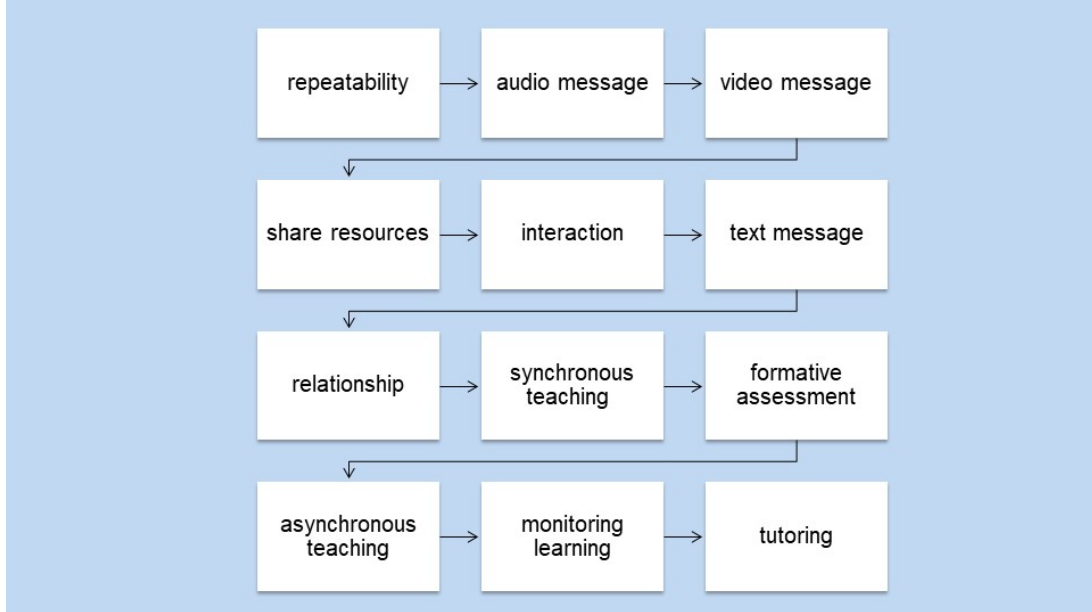 repeatability
audio message
video message
share resources
interaction
text message
relationship
synchronous
teaching
formative
assessment
asynchronous
teaching
monitoring
learning
tutoring